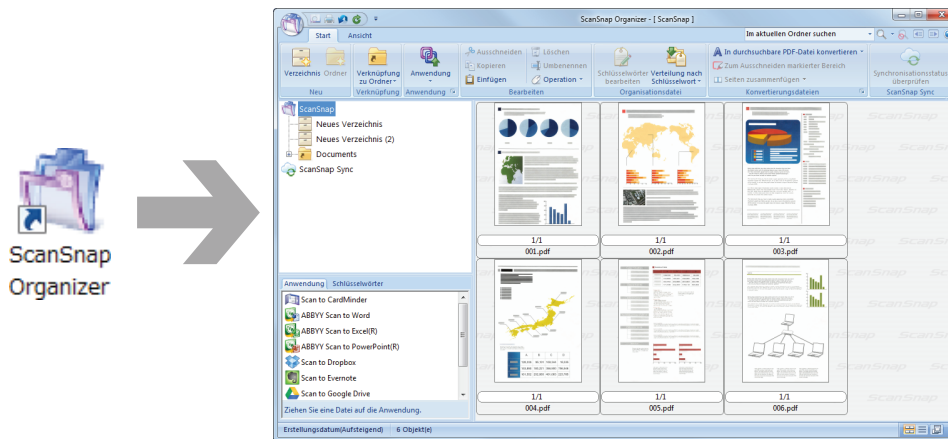 ScanSnap
Organizer
ScanSnap Organizer - [ ScanSnap ]
Start Ansicht
Im aktuellen Ordner suchen
Verzeichnis Ordner
Neu
Verknüpfung
zu Ordner
Verknüpfung
Anwendung
Anwendung
Ausschneiden
Kopieren
Einfügen
Löschen
Umbenennen
Operation
Bearbeiten
Schlüsselwörter
bearbeiten
Verteilung nach
Schlüsselwort
Organisationsdatei
In durchsuchbare PDF-Datei konvertieren
Zum Ausschneiden markierter Bereich
Seiten zusammenfügen
Konvertierungsdateien
Synchronisationsstatus
überprüfen
ScanSnap Sync
ScanSnap
Neues Verzeichnis
Neues Verzeichnis (2)
Documents
ScanSnap Sync
1/1 1/1 1/1
001.pdf 002.pdf 003.pdf
1/1 1/1 1/1
004.pdf 005.pdf 006.pdf
Anwendung Schlüsselwörter
Scan to CardMinder
ABBYY Scan to Word
ABBYY Scan to Excel(R)
ABBYY Scan to PowerPoint(R)
Scan to Dropbox
Scan to Evernote
Scan to Google Drive
Ziehen Sie eine Datei auf die Anwendung.
Erstellungsdatum(Aufsteigend) 6 Objekt(e)